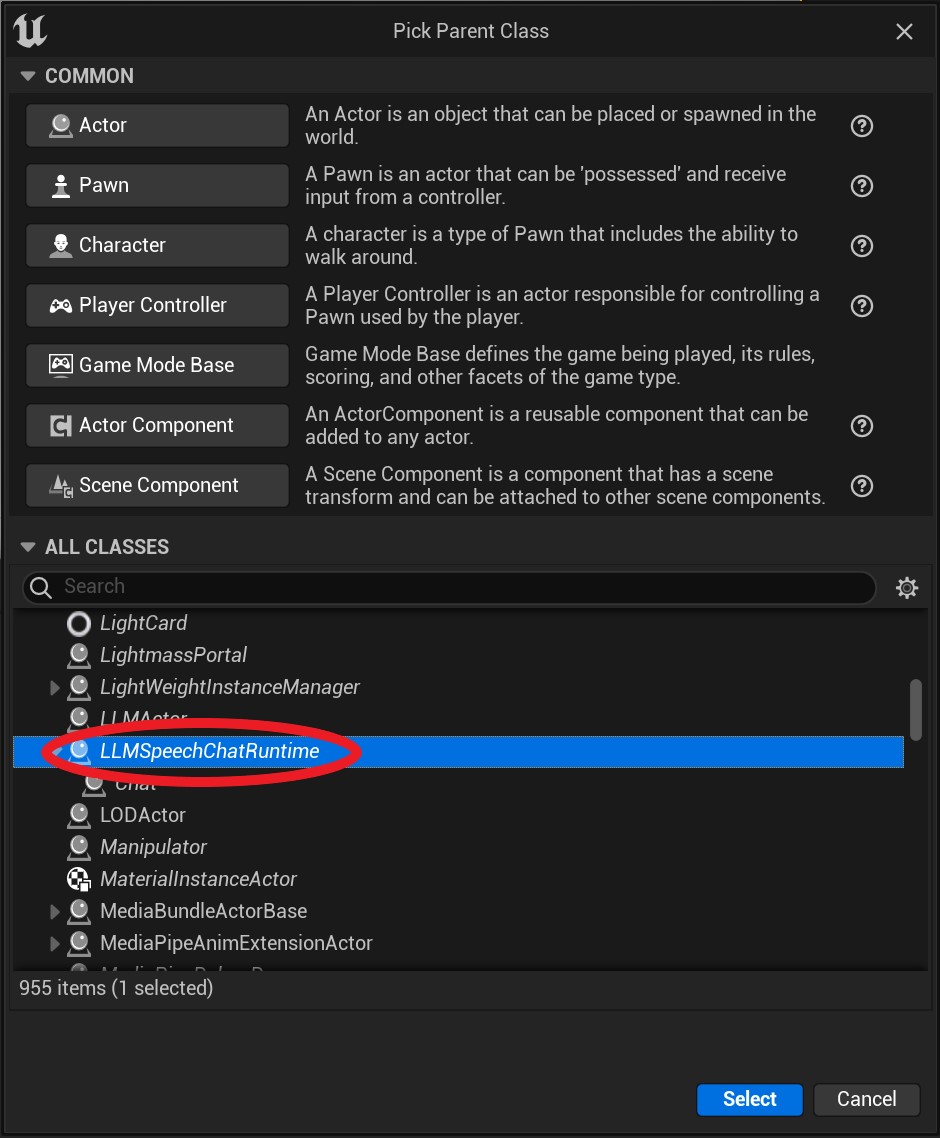 Pick Parent Class
COMMON
Actor
An Actor is an object that can be placed or spawned in the
world.
Pawn
A Pawn is an actor that can be 'possessed' and receive
input from a controller.
Character
A character is a type of Pawn that includes the ability to
walk around.
Player Controller
A Player Controller is an actor responsible for controlling a
Pawn used by the player.
Game Mode Base
Game Mode Base defines the game being played, its rules,
scoring, and other facets of the game type.
Actor Component
An ActorComponent is a reusable component that can be
added to any actor.
Scene Component
A Scene Component is a component that has a scene
transform and can be attached to other scene components.
ALL CLASSES
Search
LightCard
LightmassPortal
LightWeightInstanceManager
LLMActor
LLMSpeechChatRuntime
Chat
LODActor
Manipulator
MaterialInstanceActor
MediaBundleActorBase
MediaPipeAnimExtensionActor
955 items (1 selected)
Select
Cancel